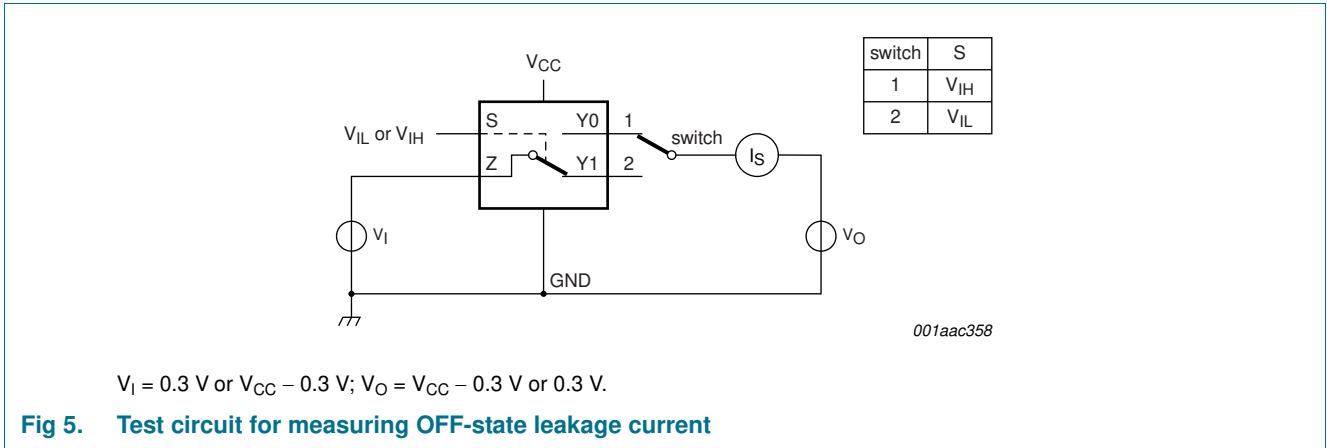 VCC
switch S
1 VIH
2 VIL
VIL or VIH
S Y0 1
switch
IS
Z Y1 2
VI
VO
GND
001aac358
VI = 0.3 V or VCC − 0.3 V; VO = VCC − 0.3 V or 0.3 V.
Fig 5. Test circuit for measuring OFF-state leakage current